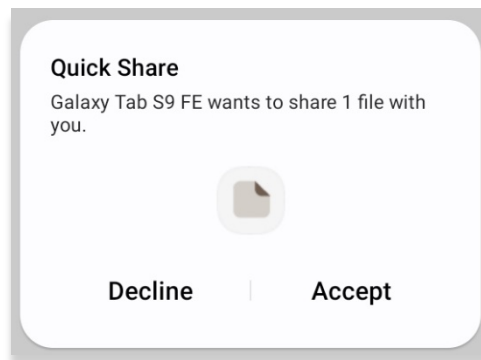 Quick Share
Galaxy Tab S9 FE wants to share 1 file with
you.
Decline
Accept